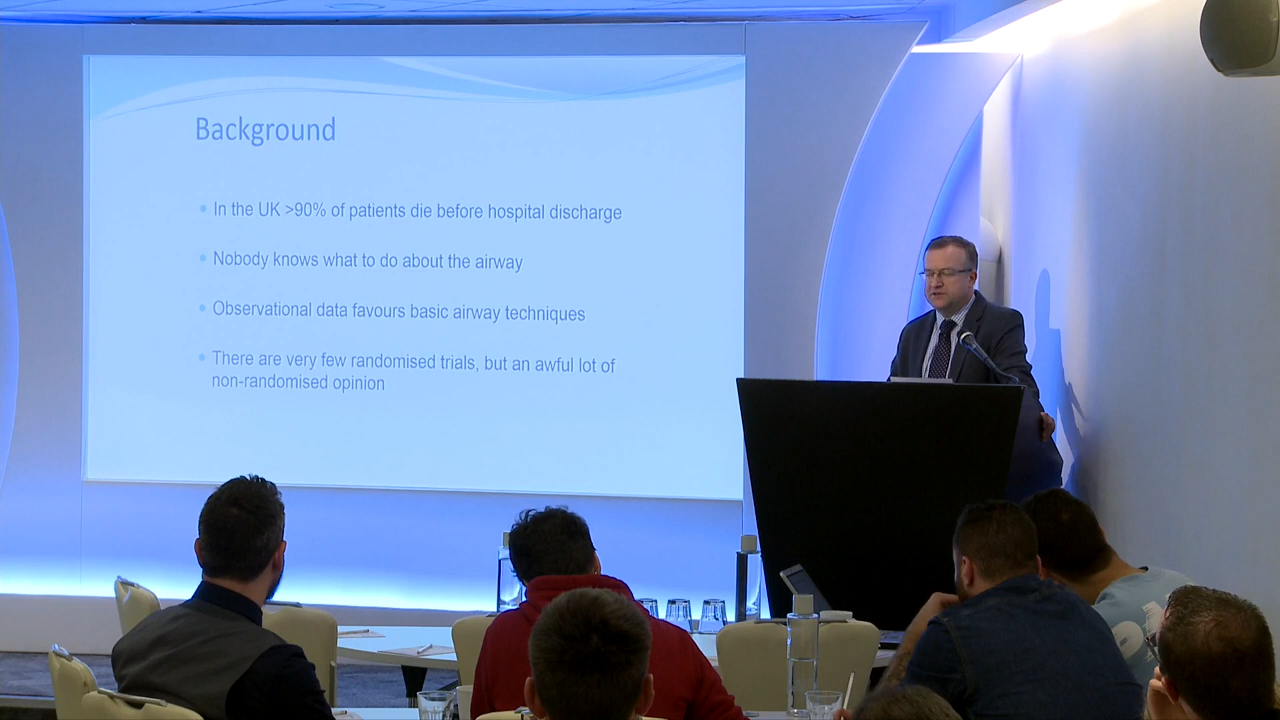 Background
• In the UK >90% of patients die before hospital discharge
• Nobody knows what to do about the airway
• Observational data favours basic airway techniques
• There are very few randomised trials, but an awful lot of
non-randomised opinion